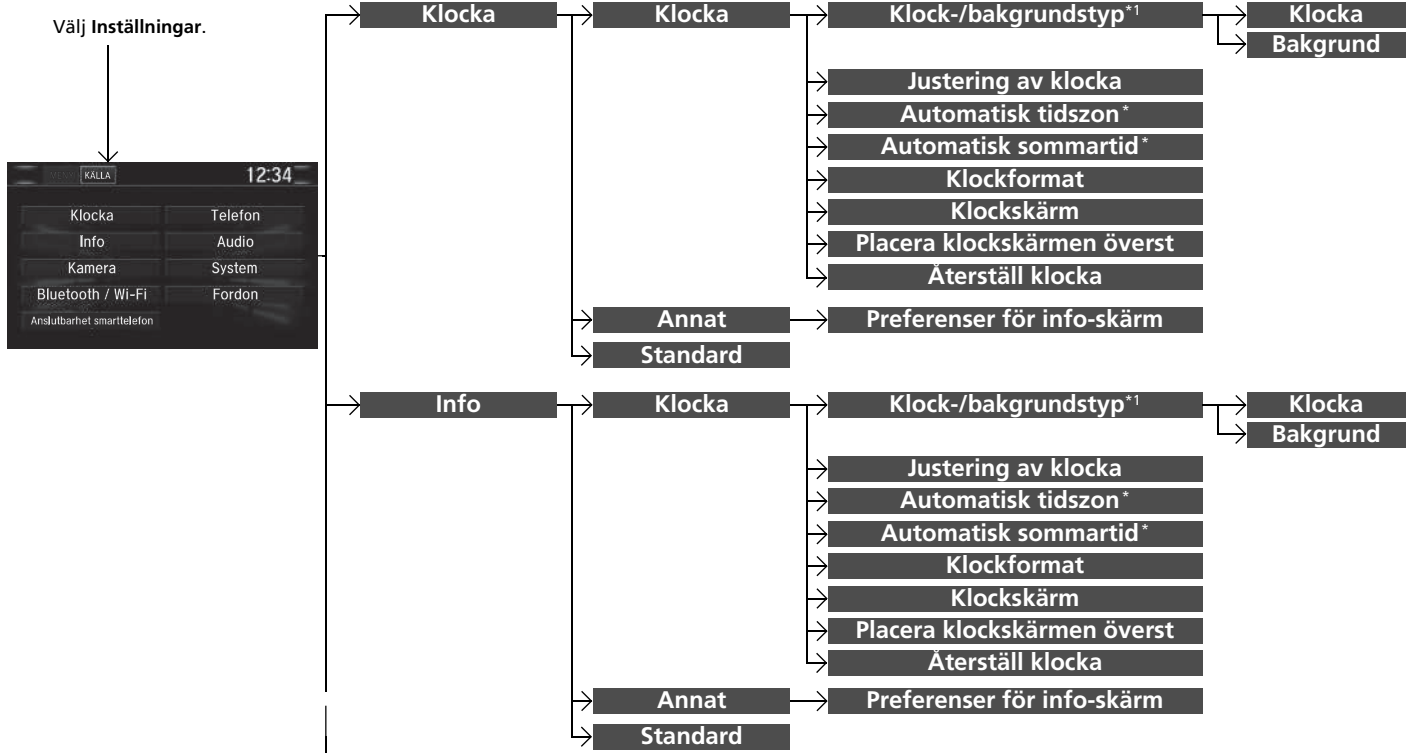 Välj Inställningar.
MENY KÄLLA 12:34
Klocka Telefon
Info Audio
Kamera System
Bluetooth / Wi-Fi Fordon
Anslutbarhet smarttelefon
Klocka Klocka Klock-/bakgrundstyp*1 Klocka
Bakgrund
Justering av klocka
Automatisk tidszon*
Automatisk sommartid*
Klockformat
Klockskärm
Placera klockskärmen överst
Återställ klocka
Annat Preferenser för info-skärm
Standard
Info Klocka Klock-/bakgrundstyp*1 Klocka
Bakgrund
Justering av klocka
Automatisk tidszon*
Automatisk sommartid*
Klockformat
Klockskärm
Placera klockskärmen överst
Återställ klocka
Annat Preferenser för info-skärm
Standard